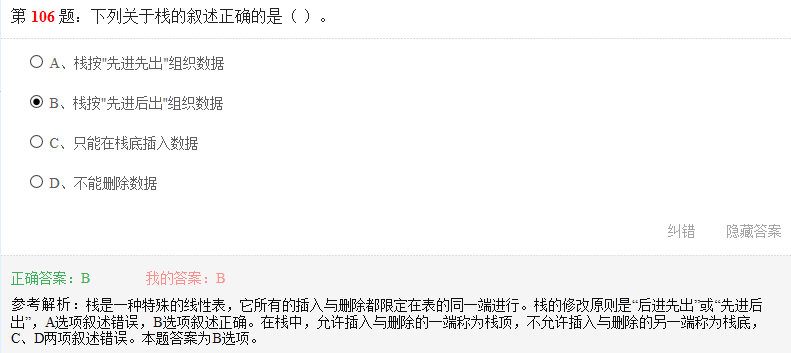 第 106 题：下列关于栈的叙述正确的是（ ）。
A、栈按"先进先出"组织数据
B、栈按"先进后出"组织数据
C、只能在栈底插入数据
D、不能删除数据
纠错 隐藏答案
正确答案：B 我的答案：B
参考解析：栈是一种特殊的线性表，它所有的插入与删除都限定在表的同一端进行。栈的修改原则是“后进先出”或“先进后
出”，A选项叙述错误，B选项叙述正确。在栈中，允许插入与删除的一端称为栈顶，不允许插入与删除的另一端称为栈底，
C、D两项叙述错误。本题答案为B选项。